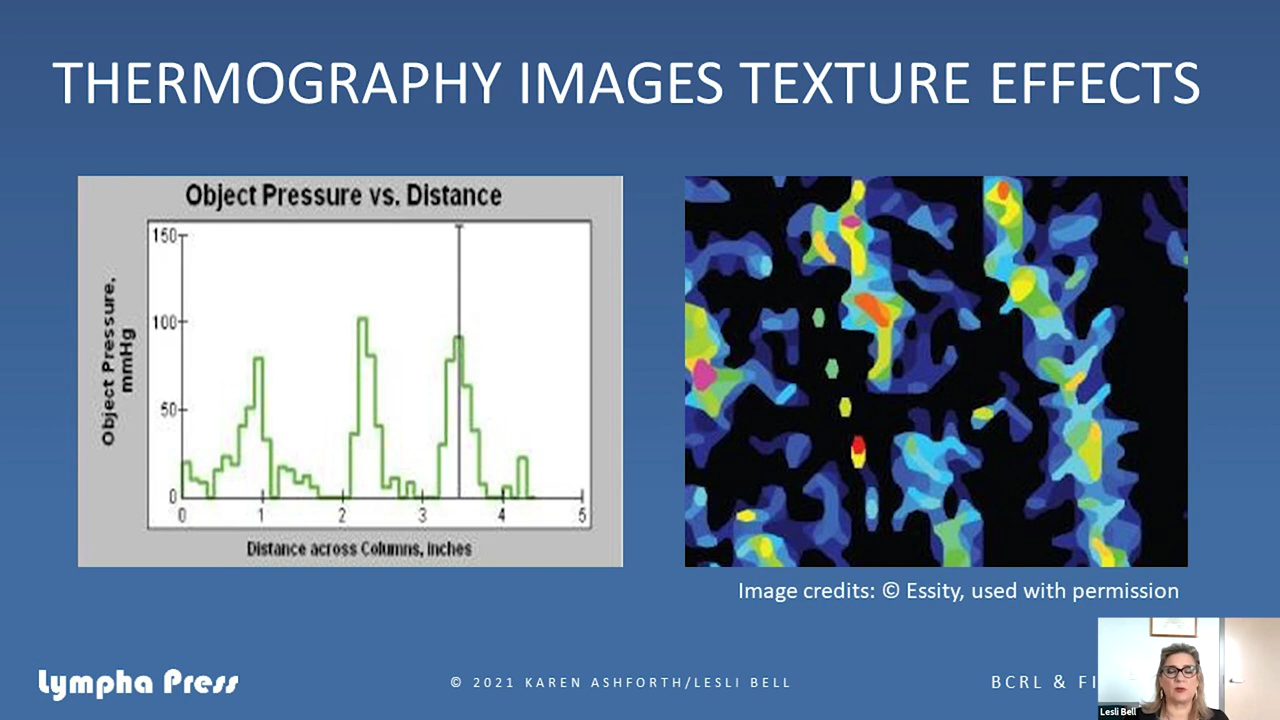 THERMOGRAPHY IMAGES TEXTURE EFFECTS
Object Pressure vs. Distance
Object Pressure,
mmHg
150
100
50
0
0 1 2 3 4 5
Distance across Columns, inches
Image credits: © Essity, used with permission
Lympha Press
© 2021 KAREN ASHFORTH/LESLI BELL
BCRL & FI
Lesli Bell